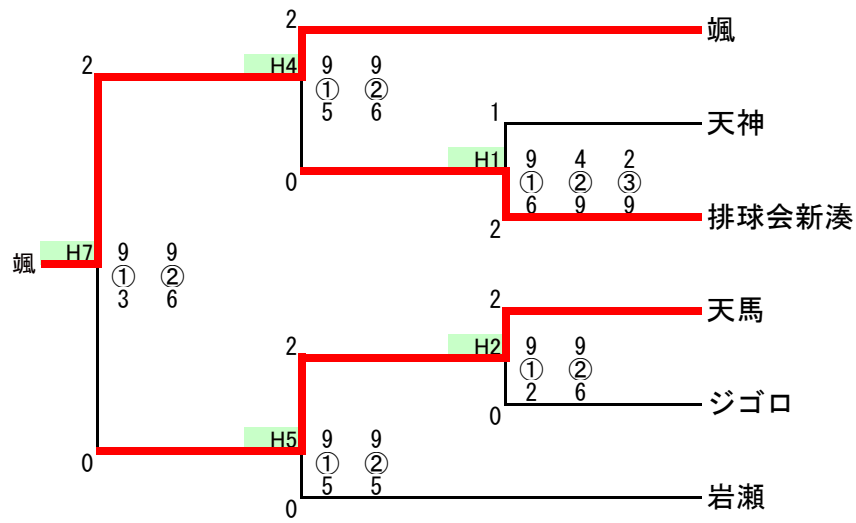 2 颯
2 H4 9 9
① ②
5 6
1 天神
H1 9 4 2
① ② ③
6 9 9
0
2 排球会新湊
颯 H7 9 9
① ②
3 6
2 天馬
2 H2 9 9
① ②
2 6
0 ジゴロ
0 H5 9 9
① ②
5 5
0 岩瀬